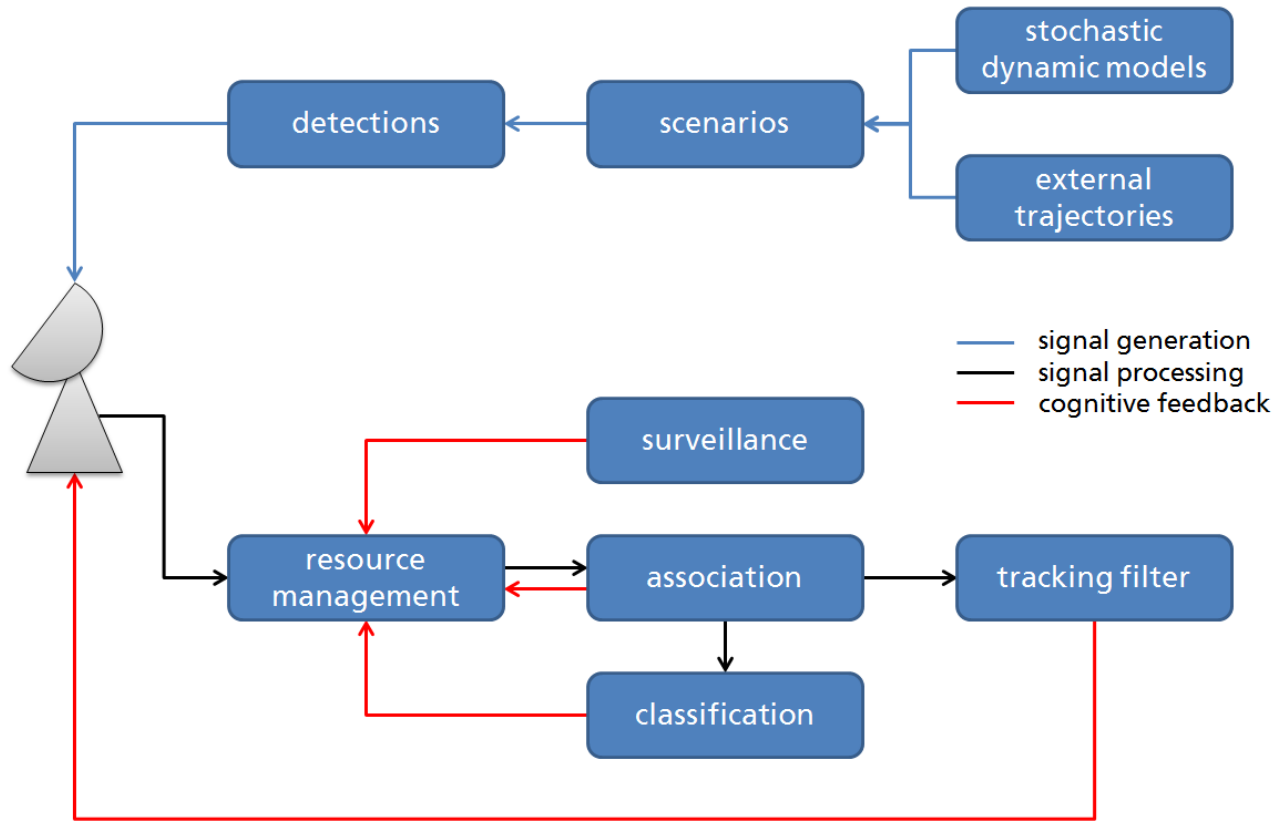 stochastic
dynamic models
detections
scenarios
external
trajectories
signal generation
signal processing
cognitive feedback
surveillance
resource
management
association
tracking filter
classification